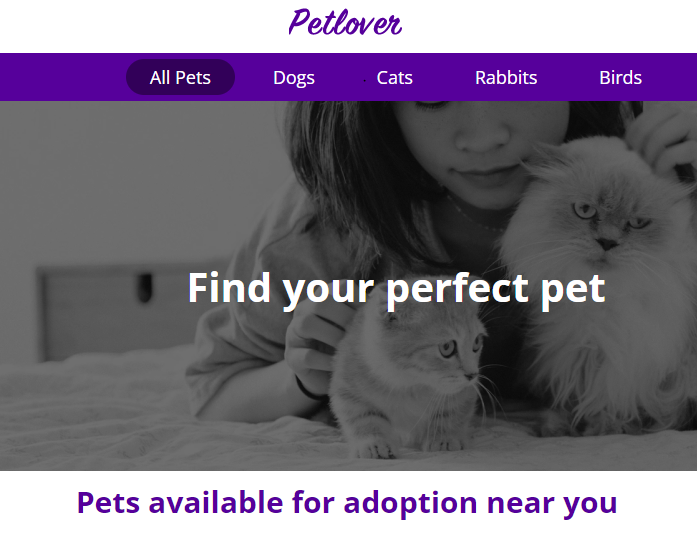 Petlover
All Pets Dogs Cats Rabbits Birds
Find your perfect pet
Pets available for adoption near you